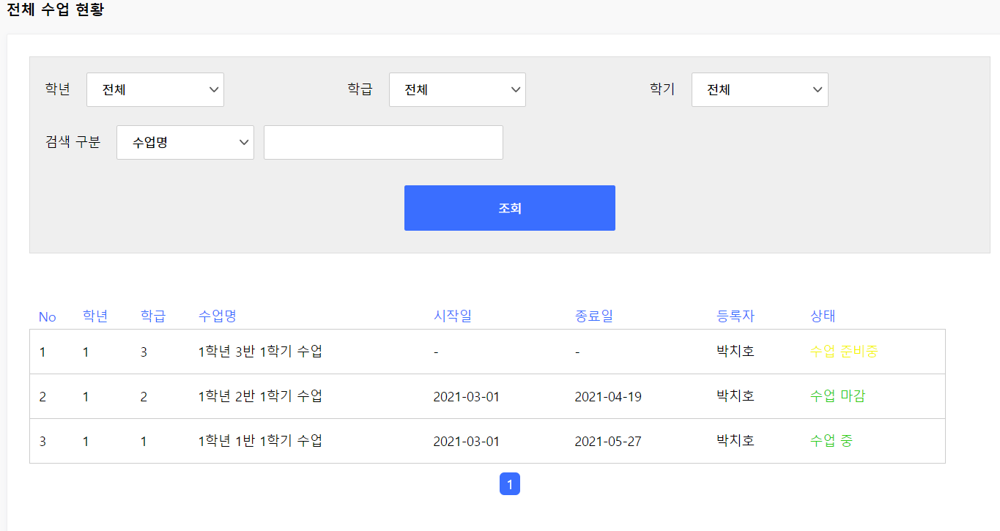 전체 수업 현황
학년 전체 학급 전체 학기 전체
검색 구분 수업명
조회
No 학년 학급 수업명 시작일 종료일 등록자 상태
1 1 3 1학년 3반 1학기 수업 - - 박치호 수업 준비중
2 1 2 1학년 2반 1학기 수업 2021-03-01 2021-04-19 박치호 수업 마감
3 1 1 1학년 1반 1학기 수업 2021-03-01 2021-05-27 박치호 수업 중
1